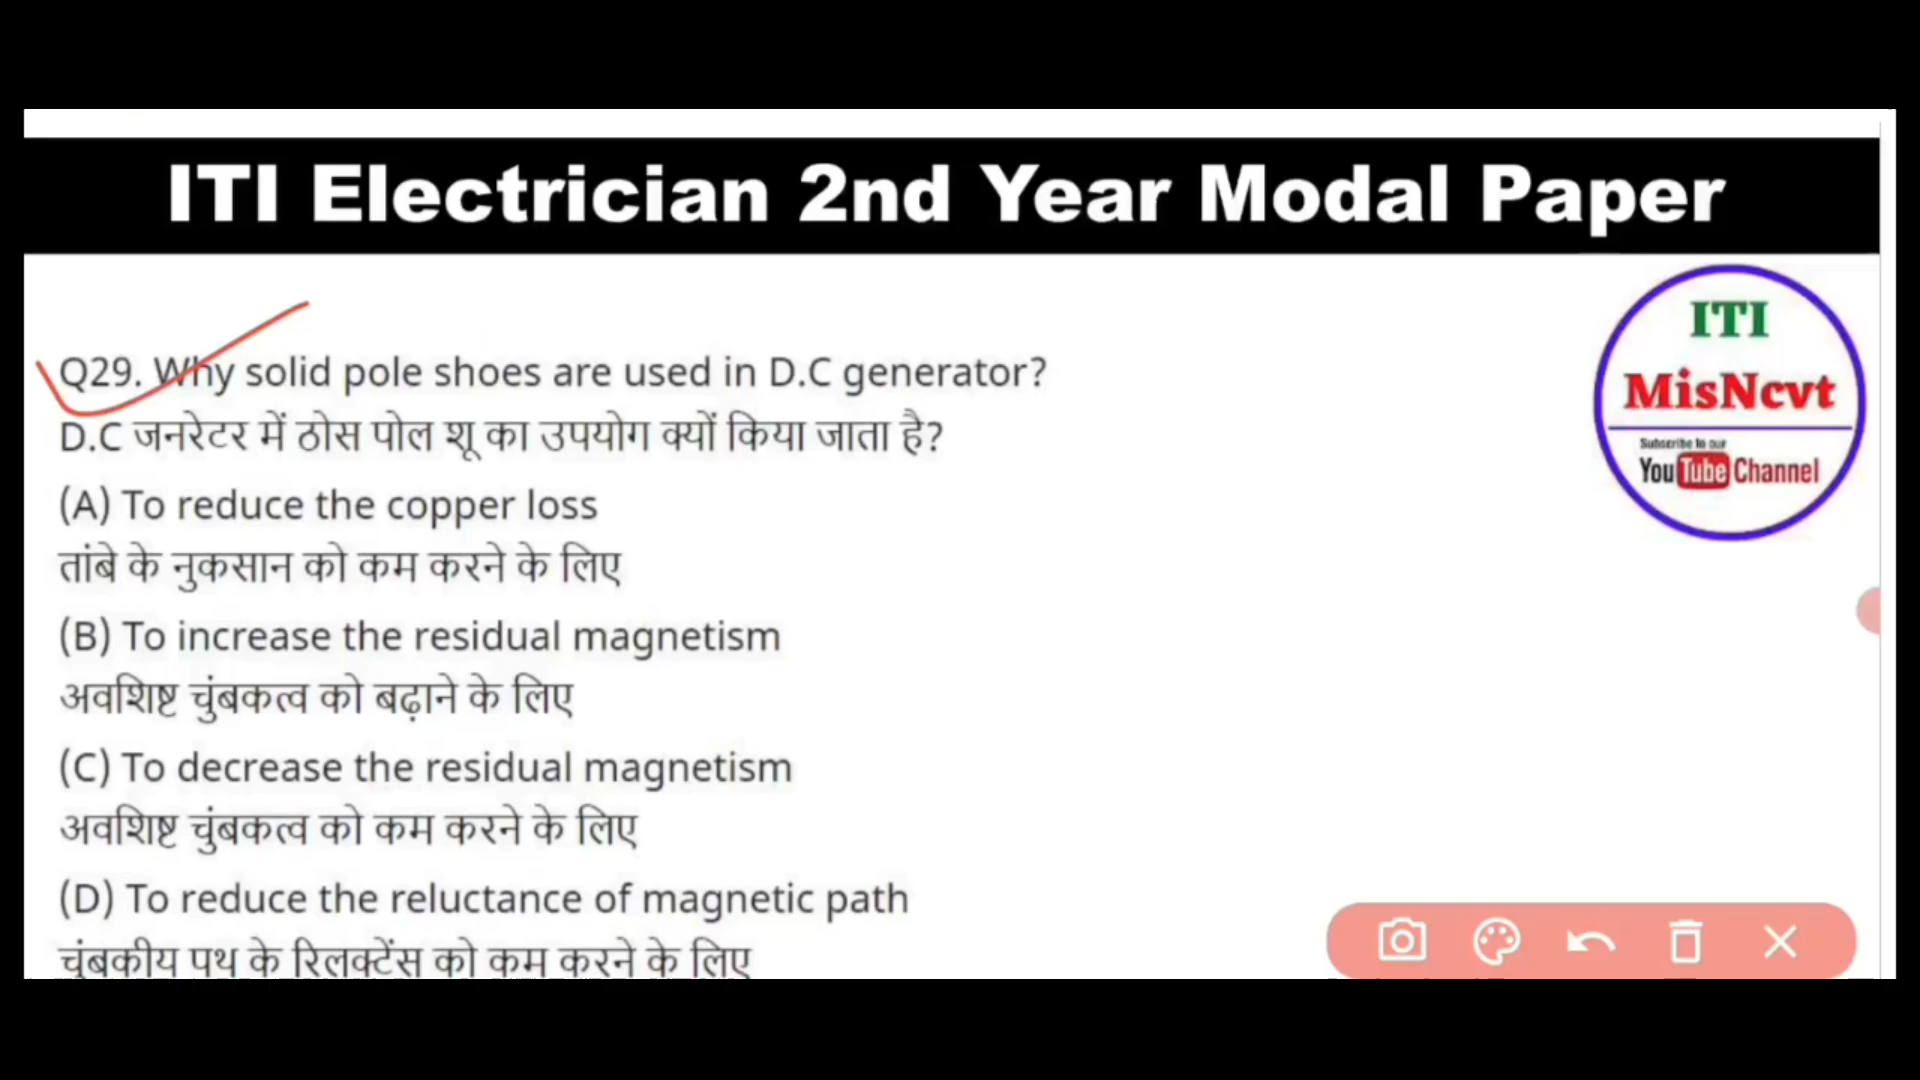 ITI Electrician 2nd Year Modal Paper
ITI
MisNcvt
Subscribe to our
YouTube Channel
Q29. Why solid pole shoes are used in D.C generator?
D.C जनरेटर में ठोस पोल शू का उपयोग क्यों किया जाता है?
(A) To reduce the copper loss
तांबे के नुकसान को कम करने के लिए
(B) To increase the residual magnetism
अवशिष्ट चुंबकत्व को बढ़ाने के लिए
(C) To decrease the residual magnetism
अवशिष्ट चुंबकत्व को कम करने के लिए
(D) To reduce the reluctance of magnetic path
चुंबकीय पथ के रिलक्टेंस को कम करने के लिए